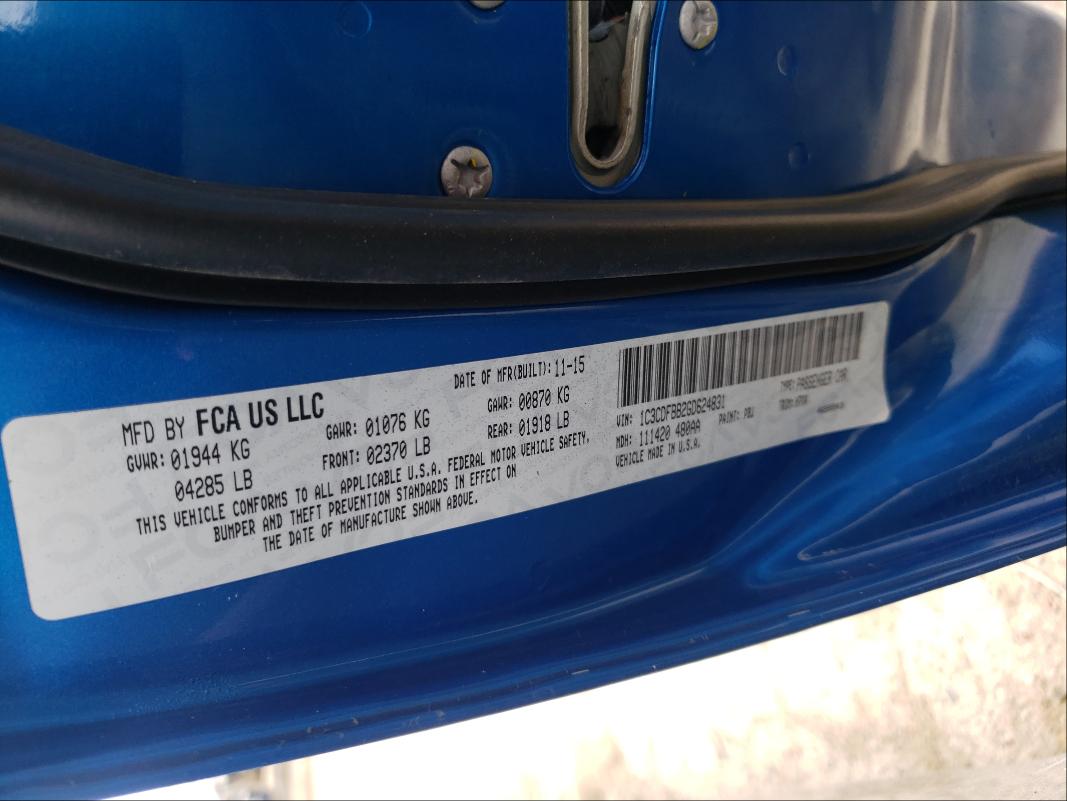 MFD BY FCA US LLC
DATE OF MFR(BUILT): 11-15
GVWR: 01944 KG
04285 LB
GAWR: 01076 KG
FRONT: 02370 LB
GAWR: 00870 KG
REAR: 01918 LB
THIS VEHICLE CONFORMS TO ALL APPLICABLE U.S.A. FEDERAL MOTOR VEHICLE SAFETY,
BUMPER AND THEFT PREVENTION STANDARDS IN EFFECT ON
THE DATE OF MANUFACTURE SHOWN ABOVE.
VIN: 1C3CDFBB2GD624831
TYPE: PASSENGER CAR
MDH: 111420 480AA
PAINT: PBJ
VEHICLE MADE IN U.S.A.